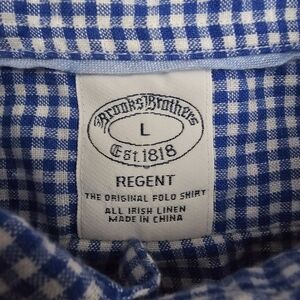 Brooks Brothers
L
Est. 1818
REGENT
THE ORIGINAL POLO SHIRT
ALL IRISH LINEN
MADE IN CHINA